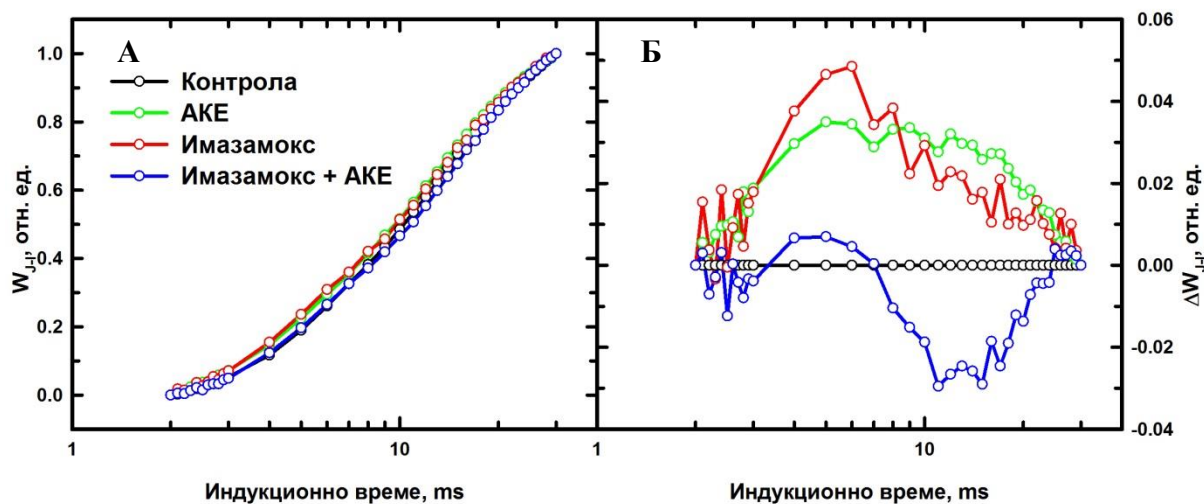 А
Контрола
АКЕ
Имазамокс
Имазамокс + АКЕ
W J-I, отн. ед.
1.0
0.8
0.6
0.4
0.2
0.0
1
10
Индукционно време, ms
Б
0.06
0.04
0.02
0.00
-0.02
-0.04
ΔW J-I, отн. ед.
1
10
Индукционно време, ms